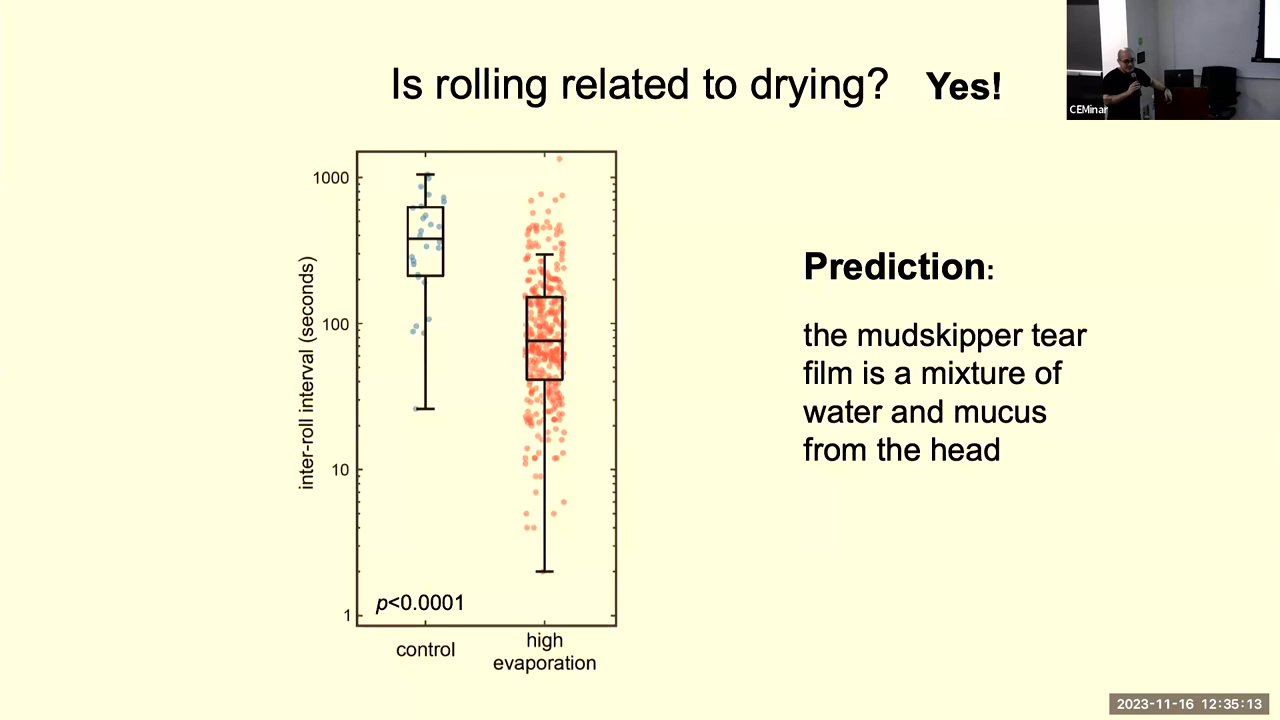 Is rolling related to drying? Yes!
CEMinar
inter-roll interval (seconds)
1000
100
10
1
p<0.0001
control
high
evaporation
Prediction:
the mudskipper tear
film is a mixture of
water and mucus
from the head
2023-11-16 12:35:13